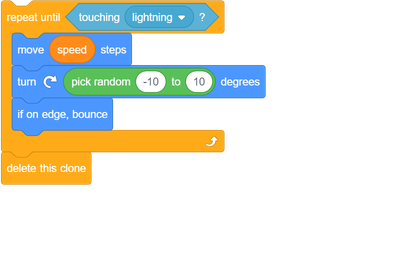 repeat until touching lightning ?
move speed steps
turn pick random -10 to 10 degrees
if on edge, bounce
delete this clone